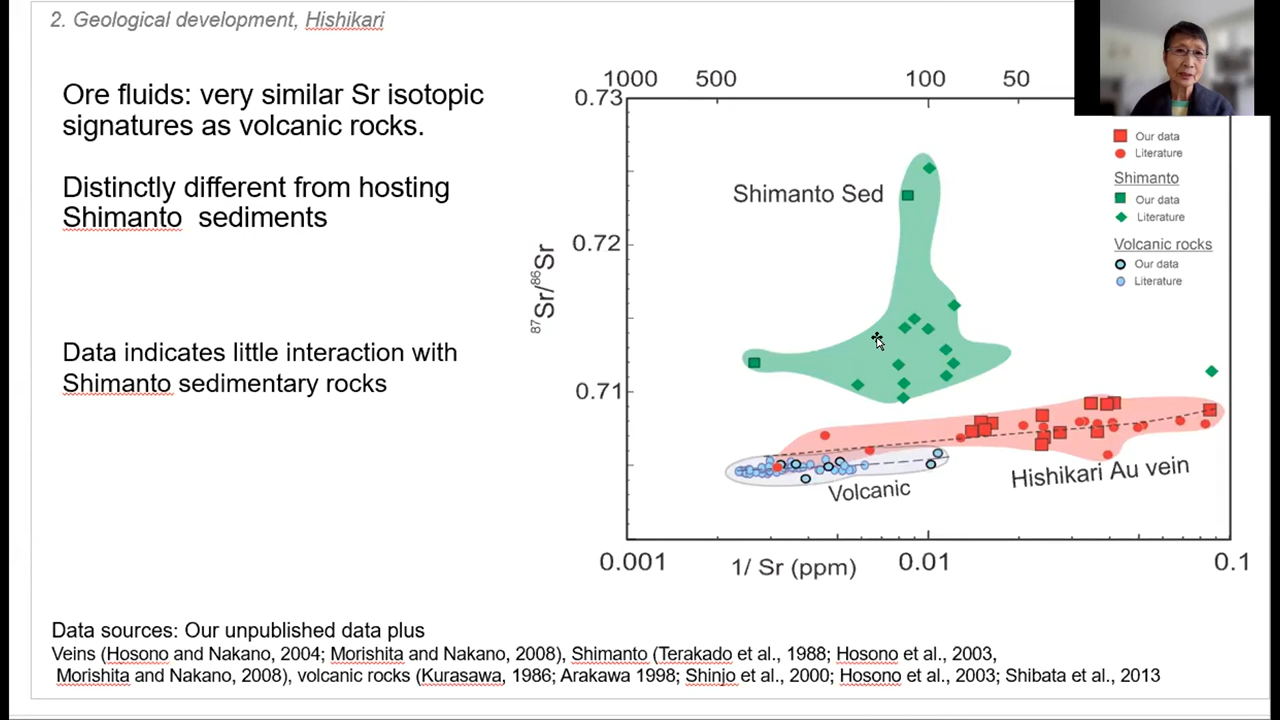 2. Geological development, Hishikari
Ore fluids: very similar Sr isotopic
signatures as volcanic rocks.
Distinctly different from hosting
Shimanto sediments
Data indicates little interaction with
Shimanto sedimentary rocks
1000 500 100 50
0.73
0.72
0.71
87Sr/86Sr
Shimanto Sed
Volcanic
Hishikari Au vein
0.001 0.01 0.1
1/ Sr (ppm)
Our data
Literature
Shimanto
Our data
Literature
Volcanic rocks
Our data
Literature
Data sources: Our unpublished data plus
Veins (Hosono and Nakano, 2004; Morishita and Nakano, 2008), Shimanto (Terakado et al., 1988; Hosono et al., 2003,
Morishita and Nakano, 2008), volcanic rocks (Kurasawa, 1986; Arakawa 1998; Shinjo et al., 2000; Hosono et al., 2003; Shibata et al., 2013